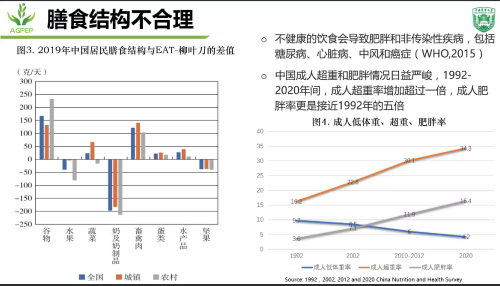 AGFEP
膳食结构不合理
图3. 2019年中国居民膳食结构与EAT-柳叶刀的差值
（克/天）
300
250
200
150
100
50
0
-50
-100
-150
-200
-250
谷物
水果
蔬菜
奶及奶制品
畜禽肉
蛋类
水产品
坚果
全国 城镇 农村
不健康的饮食会导致肥胖和非传染性疾病，包括
糖尿病、心脏病、中风和癌症（WHO,2015）
中国成人超重和肥胖情况日益严峻，1992-
2020年间，成人超重率增加超过一倍，成人肥
胖率更是接近1992年的五倍
图4. 成人低体重、超重、肥胖率
40
35
30
25
20
15
10
5
0
16.2
22.8
30.1
34.3
9.7
8.5
6
4.2
3.6
7.1
11.9
16.4
1992 2002 2010-2012 2020
成人低体重率 成人超重率 成人肥胖率
Source: 1992 , 2002, 2012 and 2020 China Nutrition and Health Survey